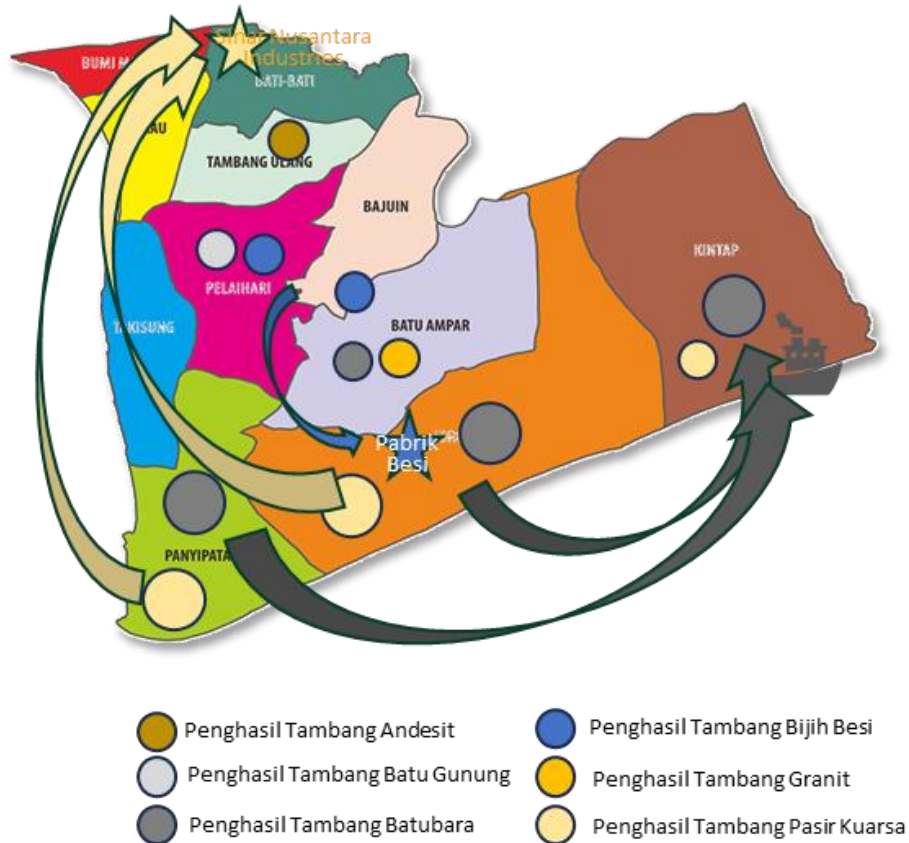 Sinar Nusantara
Industries
BUMI M
BATI-BATI
AU
TAMBANG ULANG
BAJUIN
KINTAP
PELAIHARI
TAKISUNG
BATU AMPAR
Pabrik
Besi
PANYIPATA
Penghasil Tambang Andesit
Penghasil Tambang Bijih Besi
Penghasil Tambang Batu Gunung
Penghasil Tambang Granit
Penghasil Tambang Batubara
Penghasil Tambang Pasir Kuarsa